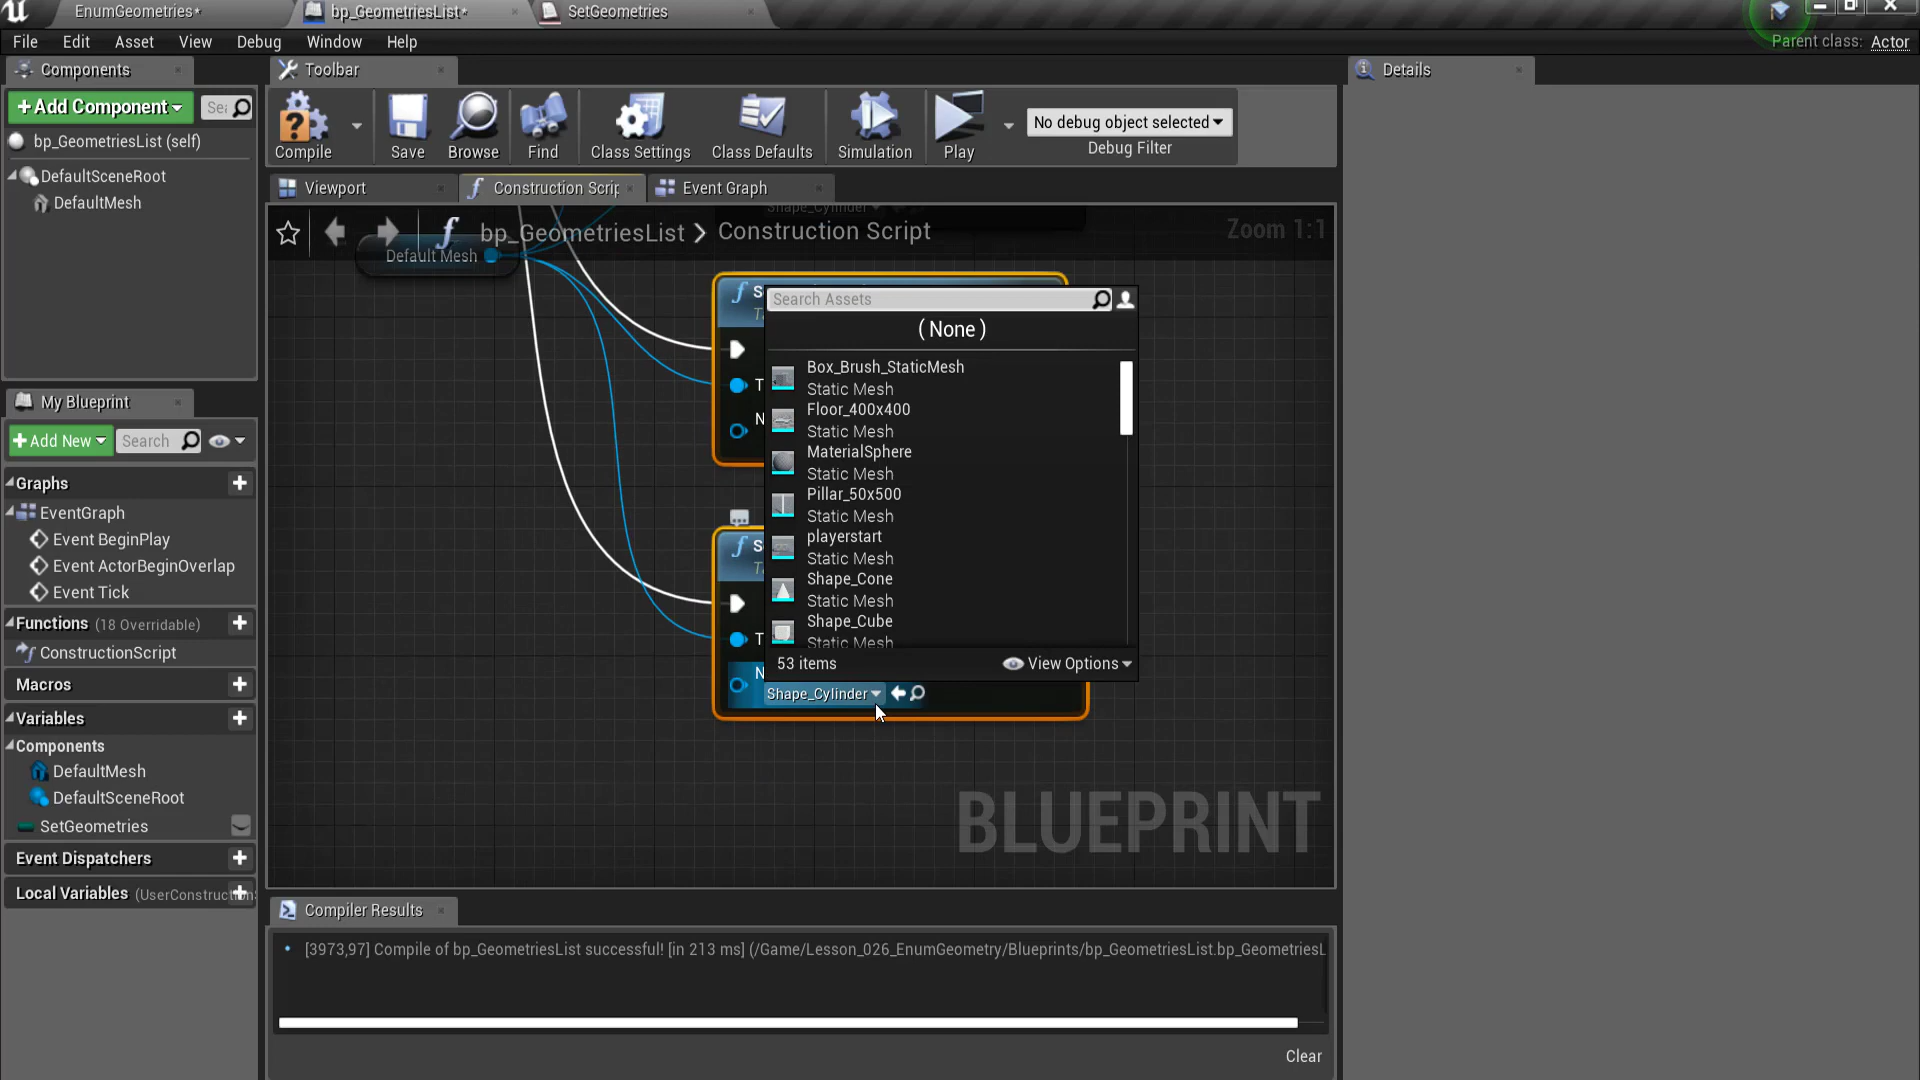 EnumGeometries*
bp_GeometriesList*
SetGeometries
File Edit Asset View Debug Window Help
Parent class: Actor
Components
Toolbar
Details
+Add Component
Compile
Save
Browse
Find
Class Settings
Class Defaults
Simulation
Play
No debug object selected
Debug Filter
bp_GeometriesList (self)
DefaultSceneRoot
DefaultMesh
Viewport
Construction Scrip
Event Graph
Shape_Cylinder
bp_GeometriesList > Construction Script
Zoom 1:1
Default Mesh
Search Assets
( None )
Box_Brush_StaticMesh
Static Mesh
Floor_400x400
Static Mesh
MaterialSphere
Static Mesh
Pillar_50x500
Static Mesh
playerstart
Static Mesh
Shape_Cone
Static Mesh
Shape_Cube
Static Mesh
53 items
View Options
T
N
T
N
Shape_Cylinder
BLUEPRINT
My Blueprint
+Add New
Search
Graphs
EventGraph
Event BeginPlay
Event ActorBeginOverlap
Event Tick
Functions (18 Overridable)
ConstructionScript
Macros
Variables
Components
DefaultMesh
DefaultSceneRoot
SetGeometries
Event Dispatchers
Local Variables (UserConstruction
Compiler Results
[3973,97] Compile of bp_GeometriesList successful! [in 213 ms] (/Game/Lesson_026_EnumGeometry/Blueprints/bp_GeometriesList.bp_GeometriesL
Clear